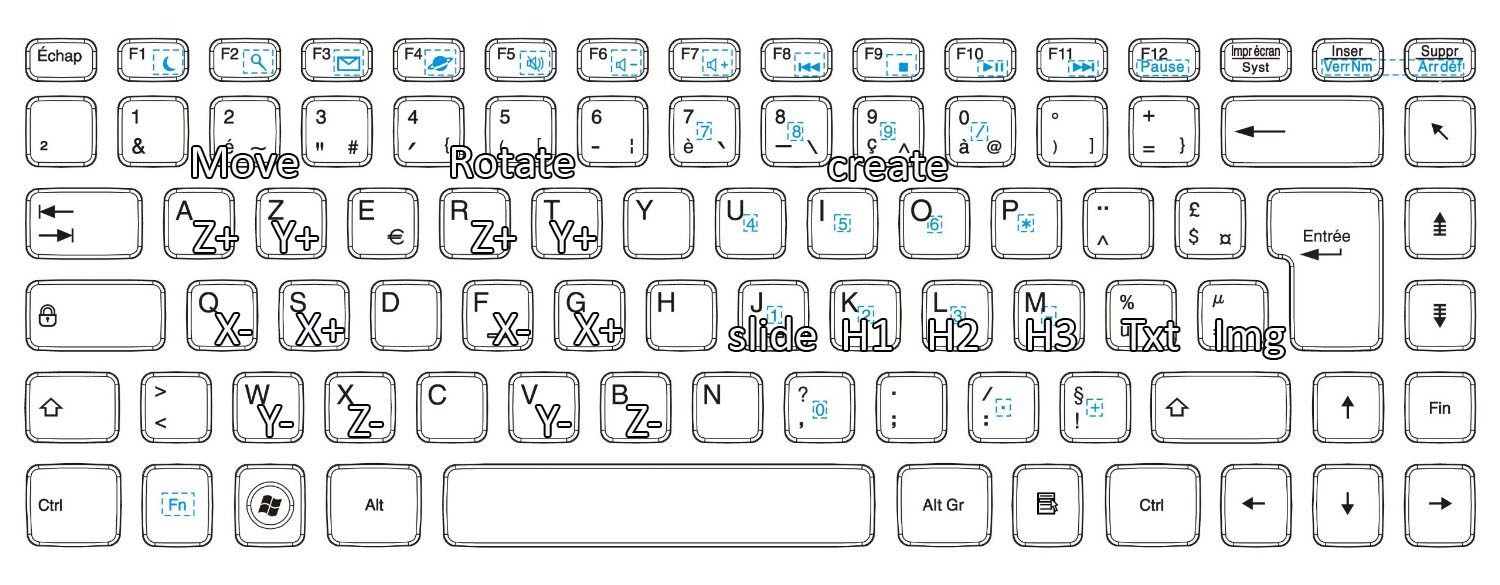 Échap F1 F2 F3 F4 F5 F6 F7 F8 F9 F10 F11 F12 Pause Impr écran Syst Inser VerrNm Suppr Arrdéf
² 1 & 2 é ~ 3 " # 4 ' { 5 ( [ 6 - ¦ 7 7 è ` 8 8 _ \ 9 9 ç ^ 0 / à @ ° ) ] + = }
Move Rotate create
A Z+ Z Y+ E € R Z+ T Y+ Y U 4 I 5 O 6 P * ¨ ^ £ $ ¤ Entrée
Q X- S X+ D F X- G X+ H J 1 slide K 2 H1 L 3 H2 M - H3 % Txt µ Img
> < W Y- X Z- C V Y- B Z- N ? , 0 . ; / : . § ! + Fin
Ctrl Fn Alt Alt Gr Ctrl